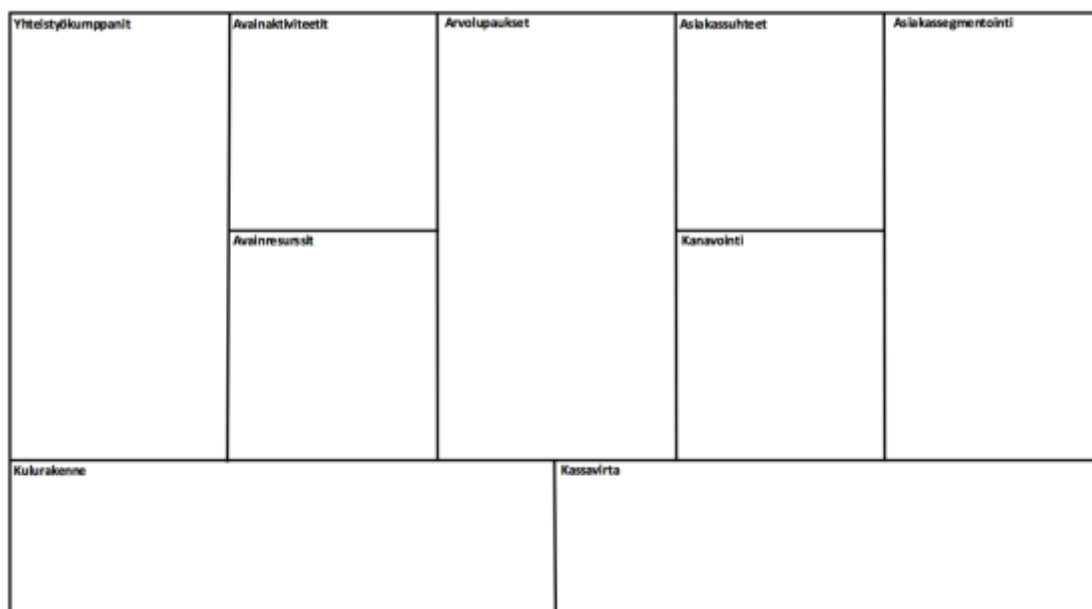 Yhteistyökumppanit
Avainaktiviteetit
Arvolupaukset
Asiakassuhteet
Asiakassegmentointi
Avainresurssit
Kanavointi
Kulurakenne
Kassavirta